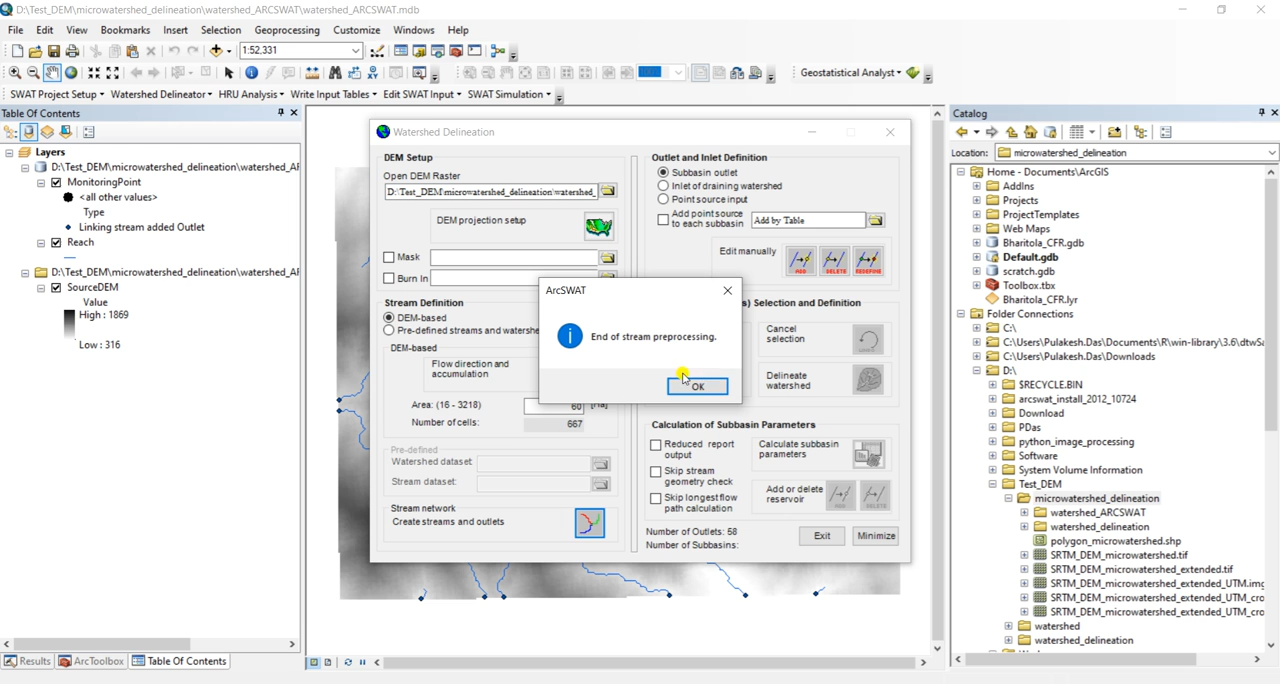 D:\Test_DEM\microwatershed_delineation\watershed_ARCSWAT\watershed_ARCSWAT.mdb
File Edit View Bookmarks Insert Selection Geoprocessing Customize Windows Help
1:52,331
Geostatistical Analyst
SWAT Project Setup Watershed Delineator HRU Analysis Write Input Tables Edit SWAT Input SWAT Simulation
Table Of Contents
Layers
D:\Test_DEM\microwatershed_delineation\watershed_AF
MonitoringPoint
<all other values>
Type
Linking stream added Outlet
Reach
D:\Test_DEM\microwatershed_delineation\watershed_AF
SourceDEM
Value
High : 1869
Low : 316
Results ArcToolbox Table Of Contents
Watershed Delineation
DEM Setup
Open DEM Raster
D:\Test_DEM\microwatershed_delineation\watershed_
DEM projection setup
Mask
Burn In
Stream Definition
DEM-based
Pre-defined streams and watershe
DEM-based
Flow direction and
accumulation
Area: (16 - 3218) 60 [Ha]
Number of cells: 667
Pre-defined
Watershed dataset
Stream dataset:
Stream network
Create streams and outlets
Outlet and Inlet Definition
Subbasin outlet
Inlet of draining watershed
Point source input
Add point source
to each subbasin
Add by Table
Edit manually
ADD DELETE REDEFINE
s) Selection and Definition
Cancel
selection
Delineate
watershed
Calculation of Subbasin Parameters
Reduced report
output
Calculate subbasin
parameters
Skip stream
geometry check
Skip longest flow
path calculation
Add or delete
reservoir
ADD DELETE
Number of Outlets: 58
Number of Subbasins:
Exit Minimize
ArcSWAT
End of stream preprocessing.
OK
Catalog
Location: microwatershed_delineation
Home - Documents\ArcGIS
AddIns
Projects
ProjectTemplates
Web Maps
Bharitola_CFR.gdb
Default.gdb
scratch.gdb
Toolbox.tbx
Bharitola_CFR.lyr
Folder Connections
C:\
C:\Users\Pulakesh.Das\Documents\R\win-library\3.6\dtwSa
C:\Users\Pulakesh.Das\Downloads
D:\
$RECYCLE.BIN
arcswat_install_2012_10724
Download
PDas
python_image_processing
Software
System Volume Information
Test_DEM
microwatershed_delineation
watershed_ARCSWAT
watershed_delineation
polygon_microwatershed.shp
SRTM_DEM_microwatershed.tif
SRTM_DEM_microwatershed_extended.tif
SRTM_DEM_microwatershed_extended_UTM.img
SRTM_DEM_microwatershed_extended_UTM_cro
SRTM_DEM_microwatershed_extended_UTM_cro
watershed
watershed_delineation